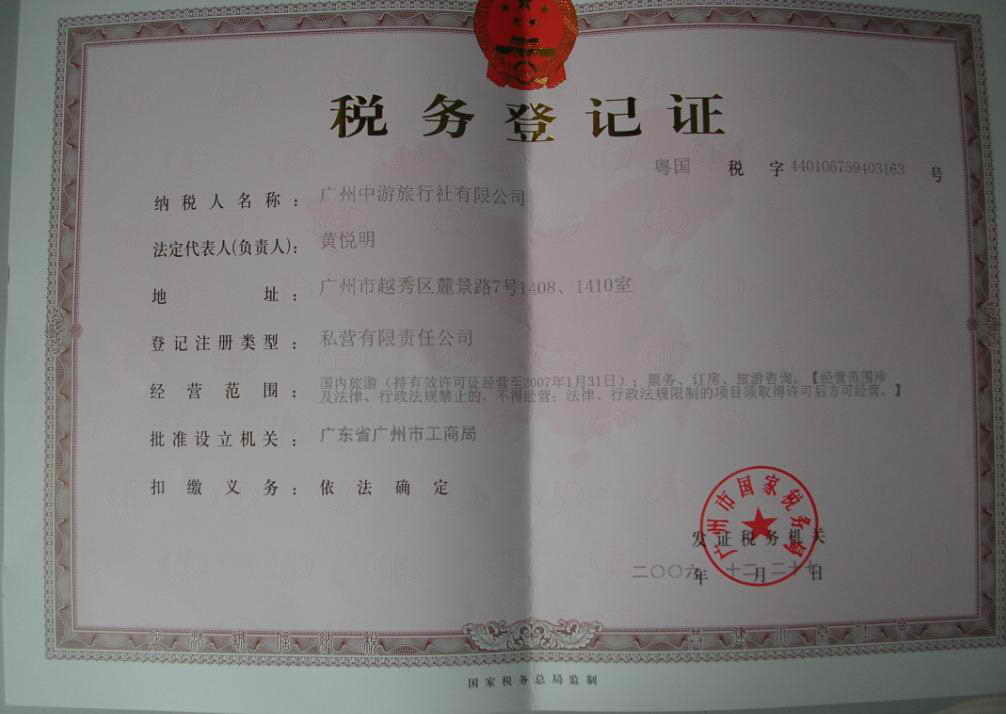 税务登记证
粤国 税 字 440106739403163 号
纳税人名称： 广州中游旅行社有限公司
法定代表人(负责人)： 黄悦明
地 址： 广州市越秀区麓景路7号1408、1410室
登记注册类型： 私营有限责任公司
经营范围： 国内旅游（持有效许可证经营至2007年1月31日）；票务、订房、旅游咨询。【经营范围涉
及法律、行政法规禁止的，不得经营；法律、行政法规限制的项目须取得许可后方可经营。】
批准设立机关： 广东省广州市工商局
扣缴义务： 依法确定
广州市国家税务局
发证税务机关
二〇〇六年 十二月 二十七日
国家税务总局监制